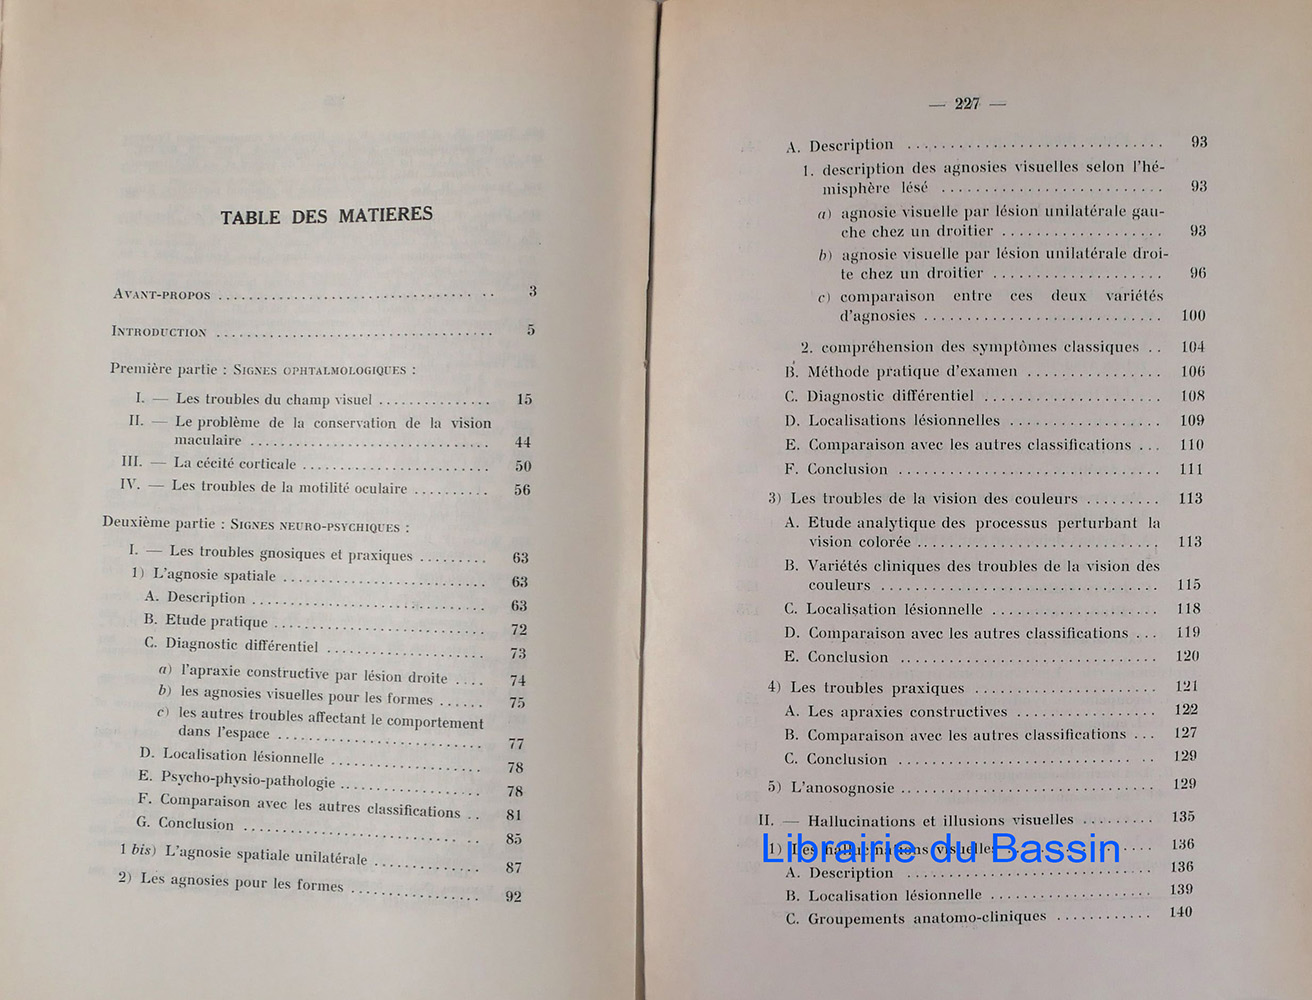 TABLE DES MATIERES
AVANT-PROPOS .................................. 3
INTRODUCTION .................................. 5
Première partie : SIGNES OPHTALMOLOGIQUES :
I. — Les troubles du champ visuel ............... 15
II. — Le problème de la conservation de la vision
maculaire ................................ 44
III. — La cécité corticale ......................... 50
IV. — Les troubles de la motilité oculaire .......... 56
Deuxième partie : SIGNES NEURO-PSYCHIQUES :
I. — Les troubles gnosiques et praxiques ......... 63
1) L'agnosie spatiale ........................... 63
A. Description ............................... 63
B. Etude pratique ............................ 72
C. Diagnostic différentiel ..................... 73
a) l'apraxie constructive par lésion droite .... 74
b) les agnosies visuelles pour les formes ...... 75
c) les autres troubles affectant le comportement
dans l'espace ........................... 77
D. Localisation lésionnelle .................... 78
E. Psycho-physio-pathologie ................... 78
F. Comparaison avec les autres classifications .. 81
G. Conclusion ............................... 85
1 bis) L'agnosie spatiale unilatérale .............. 87
2) Les agnosies pour les formes ................. 92
— 227 —
A. Description .............................. 93
1. description des agnosies visuelles selon l'hé-
misphère lésé .......................... 93
a) agnosie visuelle par lésion unilatérale gau-
che chez un droitier ................... 93
b) agnosie visuelle par lésion unilatérale droi-
te chez un droitier .................... 96
c) comparaison entre ces deux variétés
d'agnosies ............................ 100
2. compréhension des symptômes classiques .. 104
B. Méthode pratique d'examen ................ 106
C. Diagnostic différentiel ..................... 108
D. Localisations lésionnelles .................. 109
E. Comparaison avec les autres classifications ... 110
F. Conclusion ............................... 111
3) Les troubles de la vision des couleurs ......... 113
A. Etude analytique des processus perturbant la
vision colorée ............................. 113
B. Variétés cliniques des troubles de la vision des
couleurs ................................. 115
C. Localisation lésionnelle .................... 118
D. Comparaison avec les autres classifications ... 119
E. Conclusion ............................... 120
4) Les troubles praxiques ...................... 121
A. Les apraxies constructives ................. 122
B. Comparaison avec les autres classifications ... 127
C. Conclusion ............................... 129
5) L'anosognosie .............................. 129
II. — Hallucinations et illusions visuelles ......... 135
1) Les hallucinations visuelles .................. 136
Librairie du Bassin
A. Description .............................. 136
B. Localisation lésionnelle .................... 139
C. Groupements anatomo-cliniques ............ 140